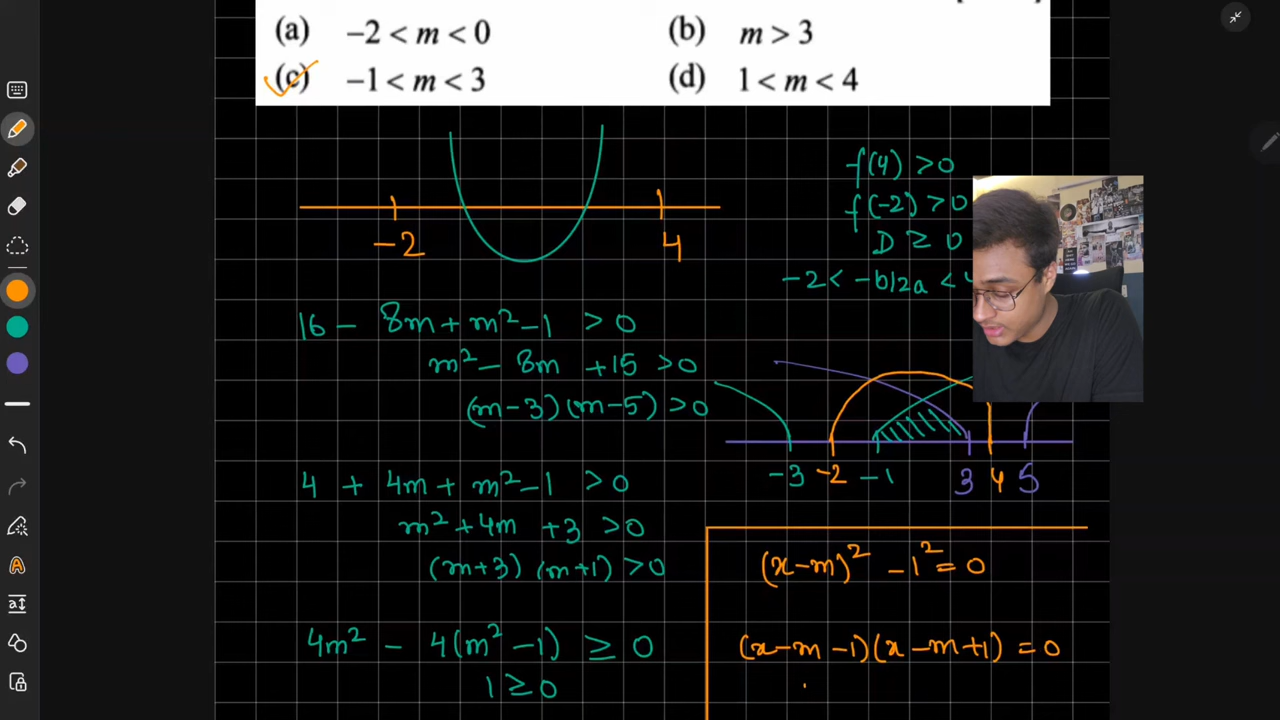 (a) −2 < m < 0 (b) m > 3
(c) −1 < m < 3 (d) 1 < m < 4
f(4) > 0
f(-2) > 0
D ≥ 0
-2 < -b/2a <
-2 4
16 - 8m + m² - 1 > 0
m² - 8m + 15 > 0
(m-3)(m-5) > 0
-3 -2 -1 3 4 5
4 + 4m + m² - 1 > 0
m² + 4m + 3 > 0
(m+3)(m+1) > 0
4m² - 4(m² - 1) ≥ 0
1 ≥ 0
(x-m)² - 1² = 0
(x-m-1)(x-m+1) = 0